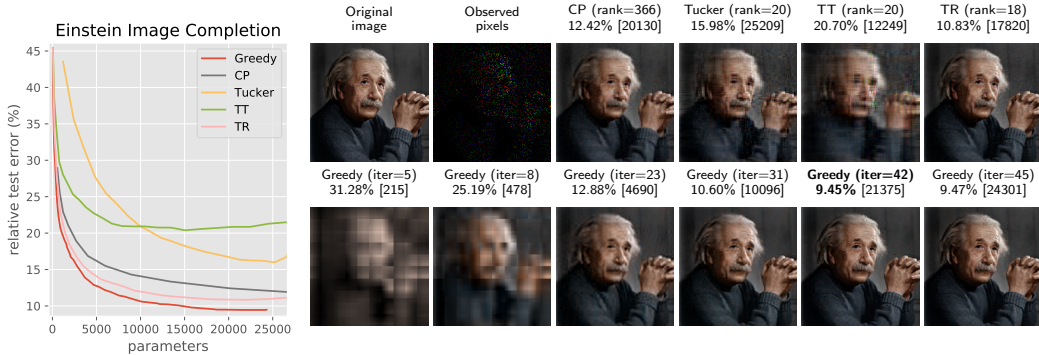 Einstein Image Completion
relative test error (%)
45
40
35
30
25
20
15
10
0 5000 10000 15000 20000 25000
parameters
Greedy
CP
Tucker
TT
TR
Original
image
Observed
pixels
CP (rank=366)
12.42% [20130]
Tucker (rank=20)
15.98% [25209]
TT (rank=20)
20.70% [12249]
TR (rank=18)
10.83% [17820]
Greedy (iter=5)
31.28% [215]
Greedy (iter=8)
25.19% [478]
Greedy (iter=23)
12.88% [4690]
Greedy (iter=31)
10.60% [10096]
Greedy (iter=42)
9.45% [21375]
Greedy (iter=45)
9.47% [24301]